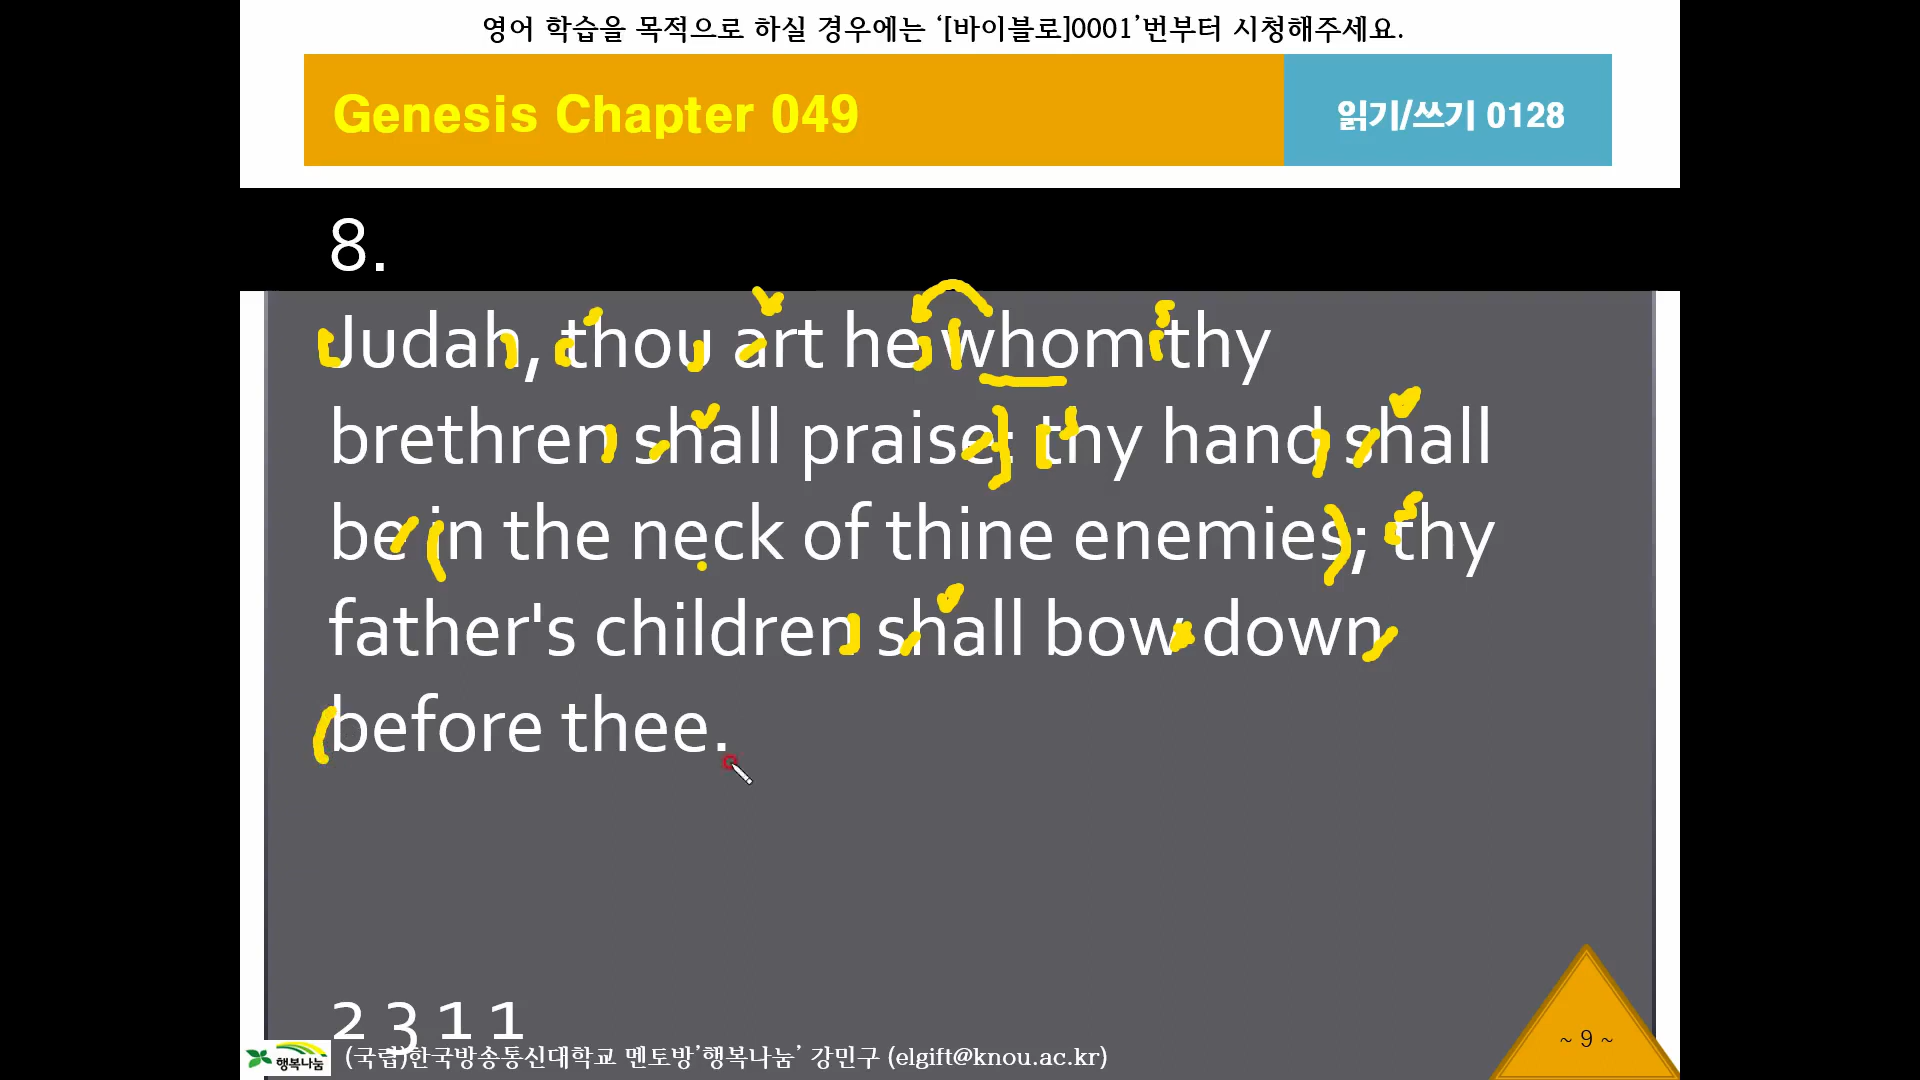 영어 학습을 목적으로 하실 경우에는 ‘[바이블로]0001’번부터 시청해주세요.
Genesis Chapter 049
읽기/쓰기 0128
8.
Judah, thou art he whom thy
brethren shall praise: thy hand shall
be in the neck of thine enemies; thy
father's children shall bow down
before thee.
2 3 1 1
행복나눔
(국립)한국방송통신대학교 멘토방’행복나눔’ 강민구 (elgift@knou.ac.kr)
~ 9 ~